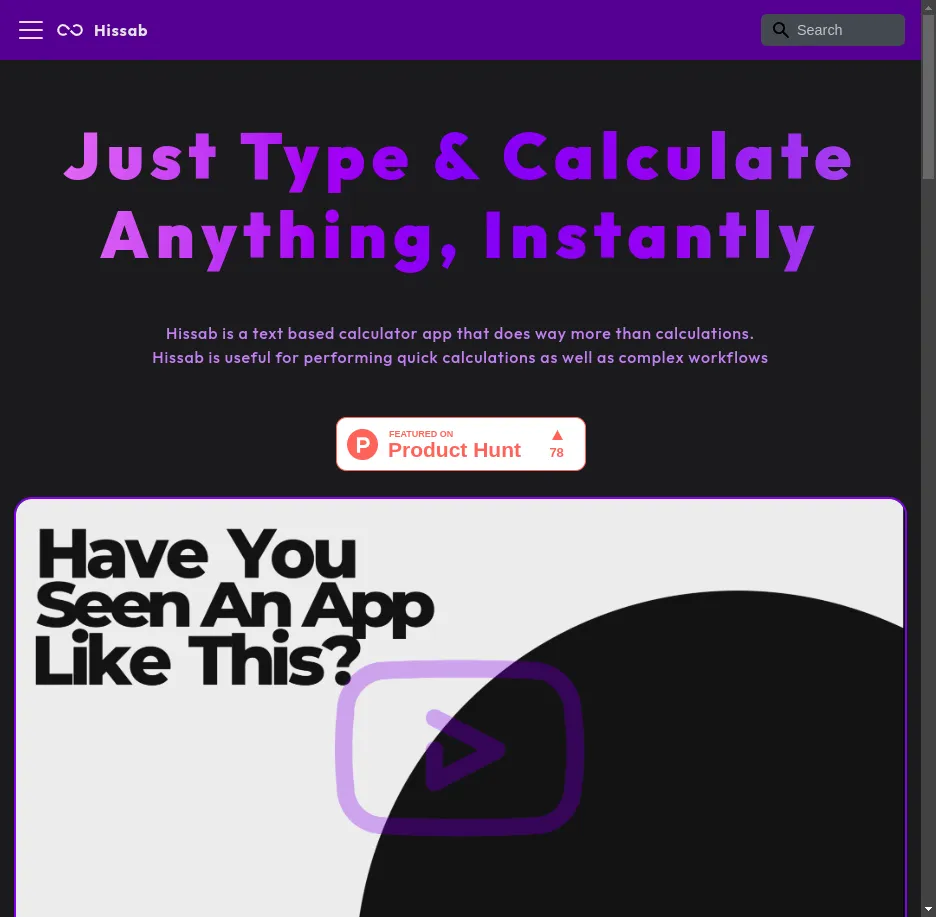 Hissab
Search
Just Type & Calculate
Anything, Instantly
Hissab is a text based calculator app that does way more than calculations.
Hissab is useful for performing quick calculations as well as complex workflows
P
FEATURED ON
Product Hunt
▲
78
Have You
Seen An App
Like This?